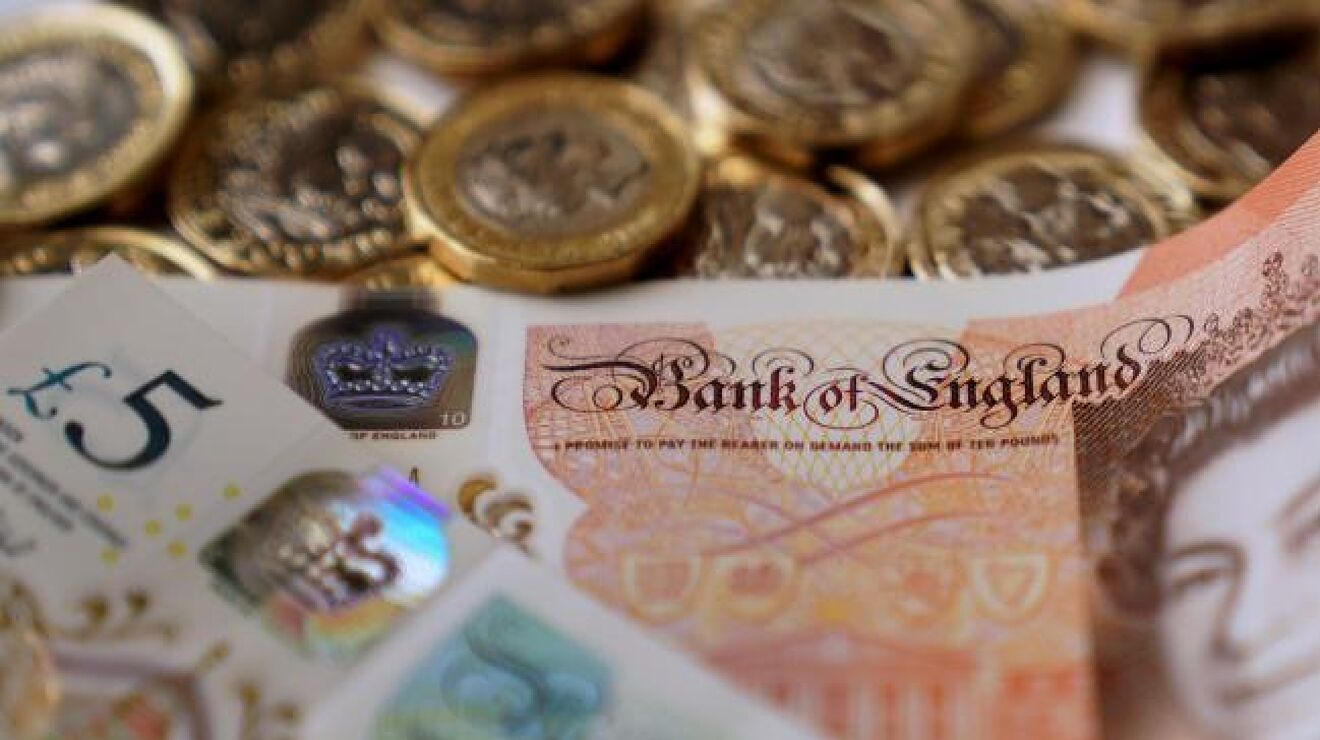 £5
10
OF ENGLAND
Bank of England
I PROMISE TO PAY THE BEARER ON DEMAND THE SUM OF TEN POUNDS